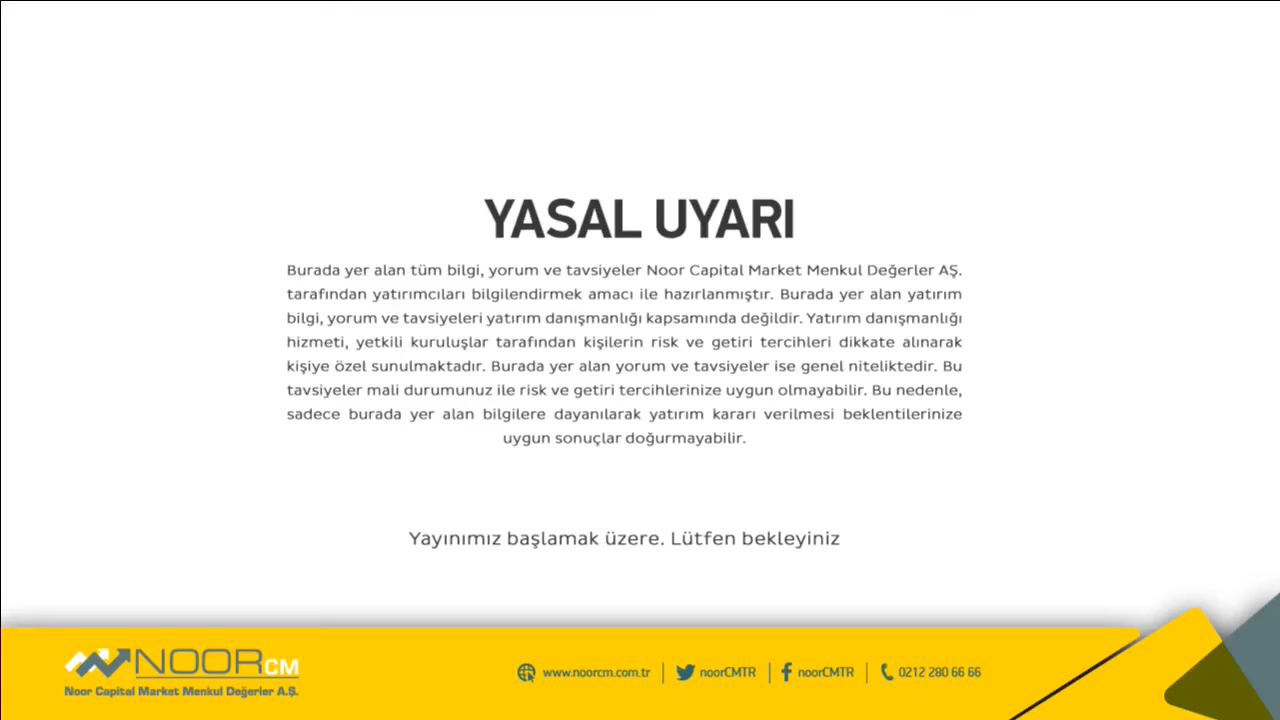 YASAL UYARI
Burada yer alan tüm bilgi, yorum ve tavsiyeler Noor Capital Market Menkul Değerler AŞ.
tarafından yatırımcıları bilgilendirmek amacı ile hazırlanmıştır. Burada yer alan yatırım
bilgi, yorum ve tavsiyeleri yatırım danışmanlığı kapsamında değildir. Yatırım danışmanlığı
hizmeti, yetkili kuruluşlar tarafından kişilerin risk ve getiri tercihleri dikkate alınarak
kişiye özel sunulmaktadır. Burada yer alan yorum ve tavsiyeler ise genel niteliktedir. Bu
tavsiyeler mali durumunuz ile risk ve getiri tercihlerinize uygun olmayabilir. Bu nedenle,
sadece burada yer alan bilgilere dayanılarak yatırım kararı verilmesi beklentilerinize
uygun sonuçlar doğurmayabilir.
Yayınımız başlamak üzere. Lütfen bekleyiniz
NOORCM
Noor Capital Market Menkul Değerler A.Ş.
www.noorcm.com.tr | noorCMTR | noorCMTR | 0212 280 66 66